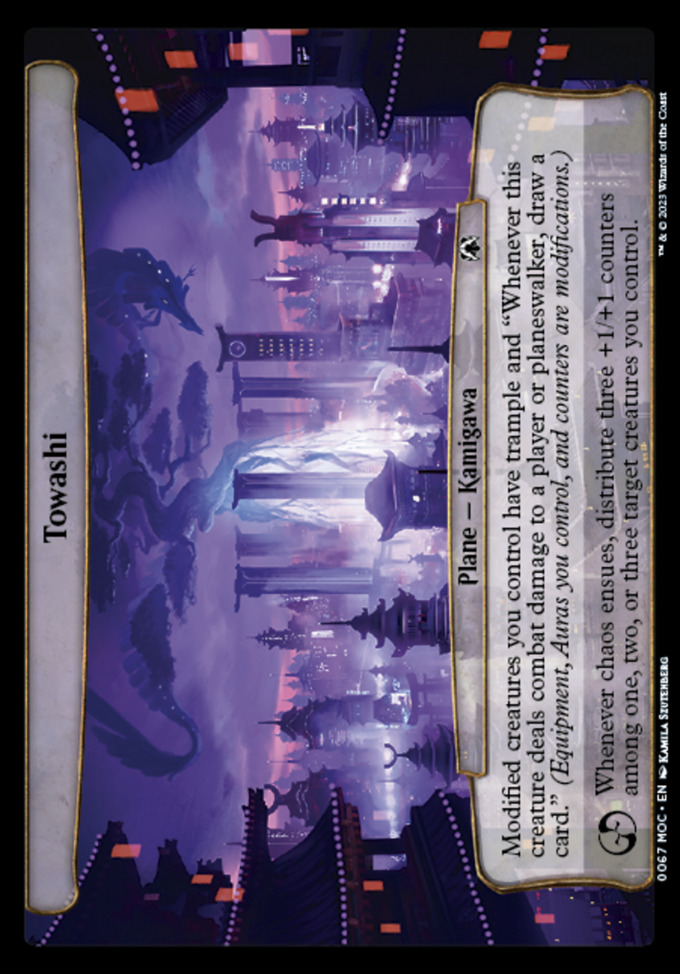 Towashi
Plane — Kamigawa
Modified creatures you control have trample and “Whenever this
creature deals combat damage to a player or planeswalker, draw a
card.” (Equipment, Auras you control, and counters are modifications.)
Whenever chaos ensues, distribute three +1/+1 counters
among one, two, or three target creatures you control.
0067 MOC • EN KAMILA SZUTENBERG
™ & © 2023 Wizards of the Coast